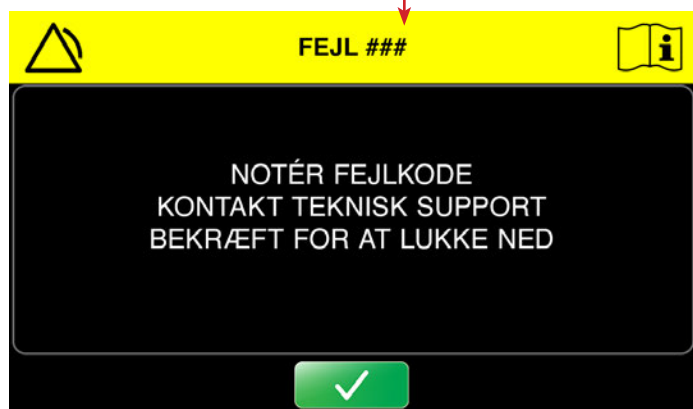 FEJL ###
NOTÉR FEJLKODE
KONTAKT TEKNISK SUPPORT
BEKRÆFT FOR AT LUKKE NED